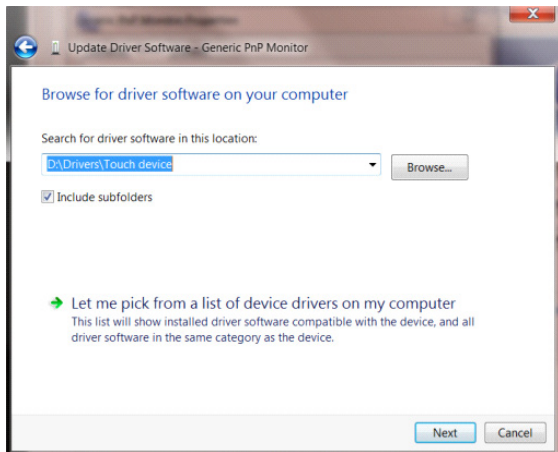 Update Driver Software - Generic PnP Monitor
Browse for driver software on your computer
Search for driver software in this location:
D:\Drivers\Touch device
Browse...
Include subfolders
Let me pick from a list of device drivers on my computer
This list will show installed driver software compatible with the device, and all
driver software in the same category as the device.
Next
Cancel